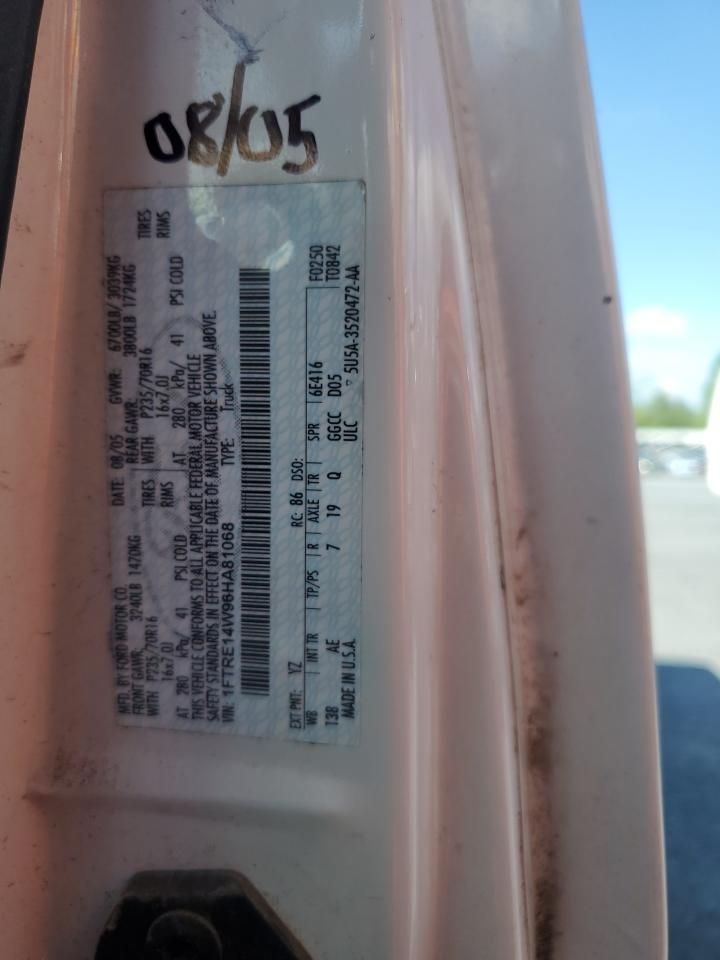 08/05
MFD. BY FORD MOTOR CO. DATE: 08/05 GVWR: 6700LB/ 3039KG
FRONT GAWR: 3240LB 1470KG REAR GAWR: 3800LB 1724KG
WITH P235/70R16 TIRES WITH P235/70R16 TIRES
16x7.0J RIMS 16x7.0J RIMS
AT 280 kPa/ 41 PSI COLD AT 280 kPa/ 41 PSI COLD
THIS VEHICLE CONFORMS TO ALL APPLICABLE FEDERAL MOTOR VEHICLE
SAFETY STANDARDS IN EFFECT ON THE DATE OF MANUFACTURE SHOWN ABOVE.
VIN: 1FTRE14W96HA81068 TYPE: Truck
EXT PNT: YZ RC: 86 DSO: F0250
WB INT TR TP/PS R AXLE TR SPR 6E416 T0842
138 AE 7 19 Q GGCC D05
MADE IN U.S.A. ULC 5U5A-3520472-AA